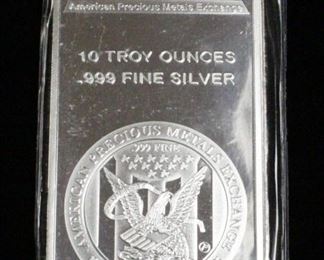 American Precious Metals Exchange
10 TROY OUNCES
.999 FINE SILVER
AMERICAN PRECIOUS METALS EXCHANGE
.999 FINE